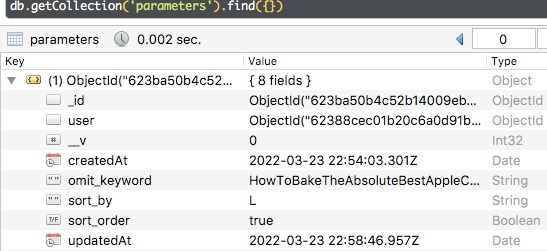 db.getCollection('parameters').find({})
parameters 0.002 sec. 0
Key Value Type
(1) ObjectId("623ba50b4c52... { 8 fields } Object
_id ObjectId("623ba50b4c52b14009eb... ObjectId
user ObjectId("62388cec01b20c6a0d91b... ObjectId
# __v 0 Int32
createdAt 2022-03-23 22:54:03.301Z Date
" " omit_keyword HowToBakeTheAbsoluteBestAppleC... String
" " sort_by L String
T/F sort_order true Boolean
updatedAt 2022-03-23 22:58:46.957Z Date